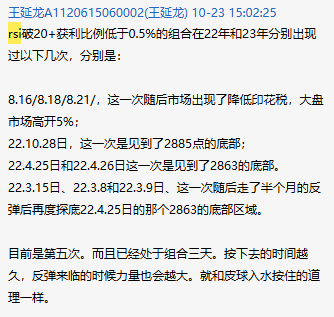 王延龙A1120615060002(王延龙) 10-23 15:02:25
rsi破20+获利比例低于0.5%的组合在22年和23年分别出现
过以下几次，分别是：
8.16/8.18/8.21/，这一次随后市场出现了降低印花税，大盘
市场高开5%；
22.10.28日，这一次是见到了2885点的底部；
22.4.25日和22.4.26日这一次是见到了2863的底部。
22.3.15日、22.3.8和22.3.9日、这一次随后走了半个月的反
弹后再度探底22.4.25日的那个2863的底部区域。
目前是第五次。而且已经处于组合三天。按下去的时间越
久，反弹来临的时候力量也会越大。就和皮球入水按住的道
理一样。